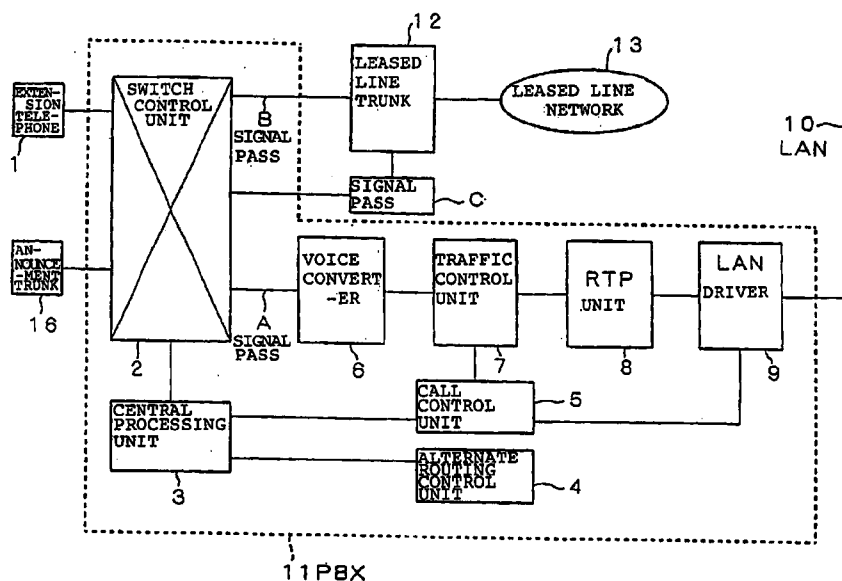 12
13
EXTEN-
SION
TELE-
PHONE
1
SWITCH
CONTROL
UNIT
LEASED
LINE
TRUNK
LEASED LINE
NETWORK
10
LAN
B
SIGNAL
PASS
SIGNAL
PASS
C
AN-
NOUNCE
-MENT
TRUNK
16
2
A
SIGNAL
PASS
VOICE
CONVERT
-ER
6
TRAFFIC
CONTROL
UNIT
7
RTP
UNIT
8
LAN
DRIVER
9
CENTRAL
PROCESSING
UNIT
3
CALL
CONTROL
UNIT
5
ALTERNATE
ROUTING
CONTROL
UNIT
4
11PBX